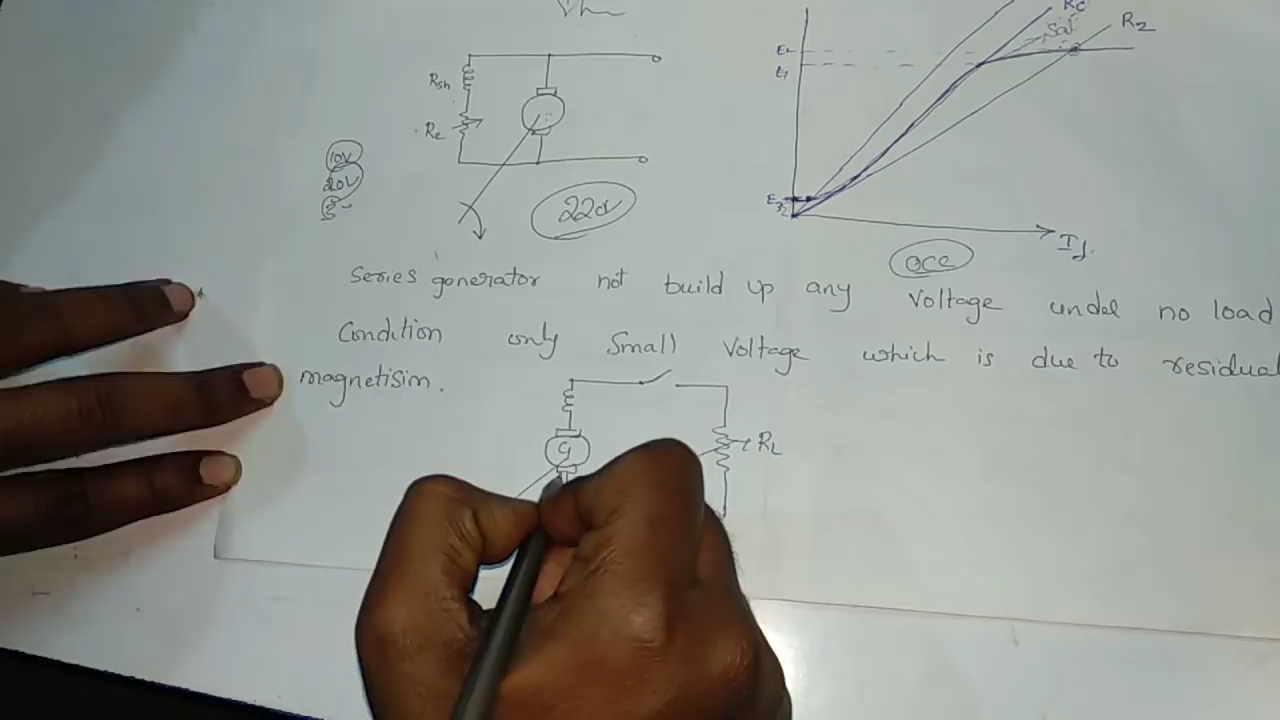 Rc
Sat
R2
E2
E1
Rsh
Re
10V
20V
220V
If
OCC
Series generator not build up any Voltage under no load
Condition only Small Voltage which is due to residual
magnetisim.
G
RL